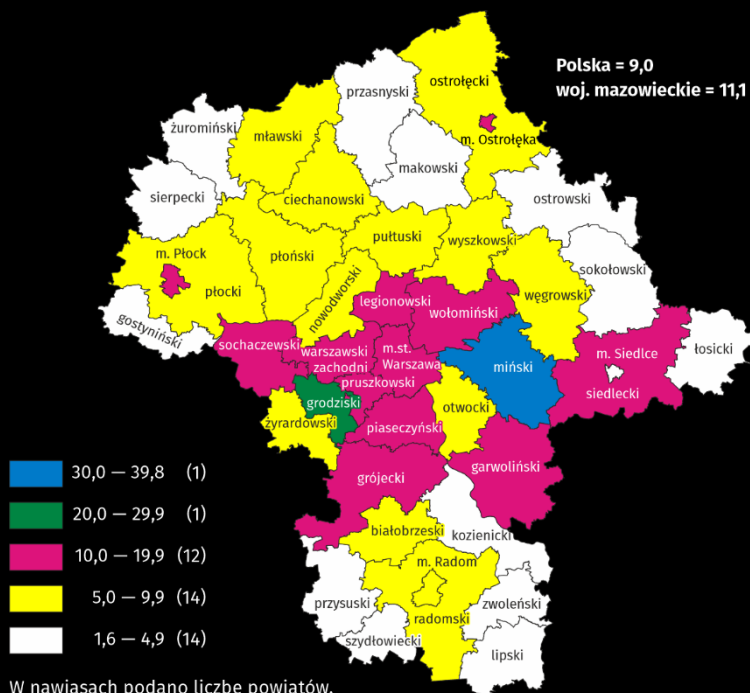 Polska = 9,0
woj. mazowieckie = 11,1
ostrołęcki
przasnyski
żuromiński
mławski
m. Ostrołęka
makowski
sierpecki
ciechanowski
ostrowski
pułtuski
wyszkowski
m. Płock
płoński
sokołowski
płocki
nowodworski
węgrowski
legionowski
wołomiński
gostyniński
sochaczewski
warszawski
zachodni
m.st.
Warszawa
łosicki
m. Siedlce
miński
pruszkowski
siedlecki
grodziski
otwocki
żyrardowski
piaseczyński
garwoliński
grójecki
30,0 — 39,8 (1)
20,0 — 29,9 (1)
10,0 — 19,9 (12)
5,0 — 9,9 (14)
1,6 — 4,9 (14)
białobrzeski
kozienicki
m. Radom
przysuski
zwoleński
radomski
szydłowiecki
lipski
W nawiasach podano liczbę powiatów.